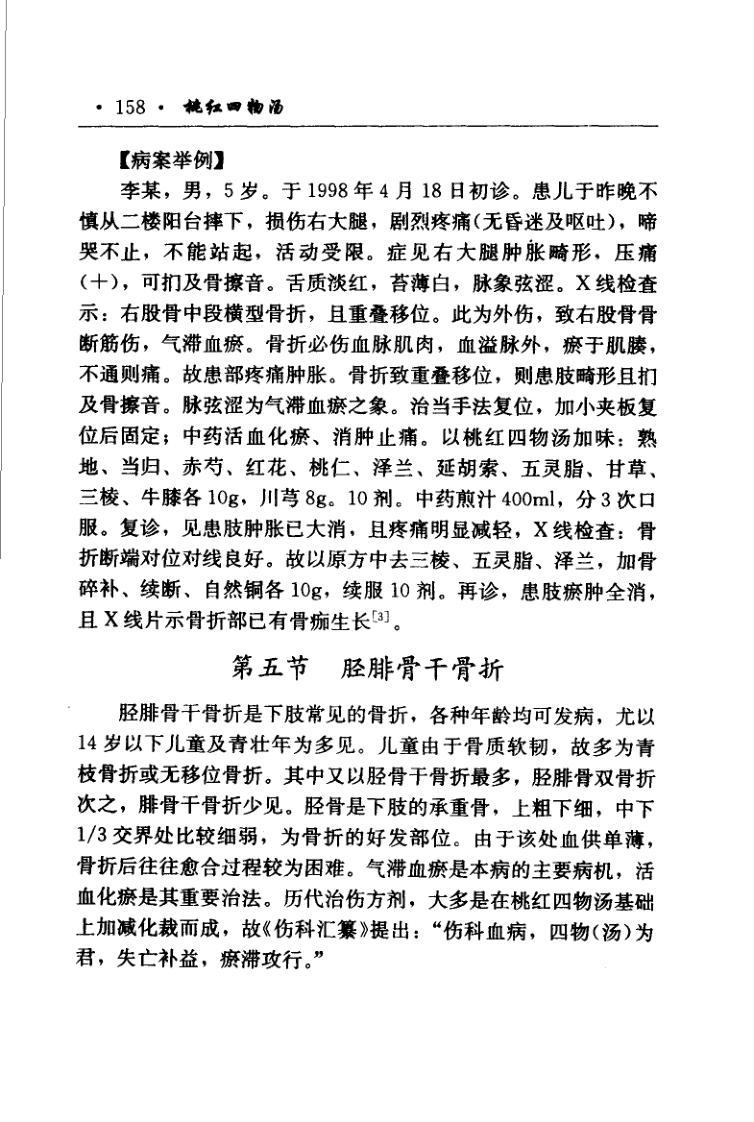 · 158 · 桃红四物汤
【病案举例】
李某，男，5 岁。于 1998 年 4 月 18 日初诊。患儿于昨晚不
慎从二楼阳台摔下，损伤右大腿，剧烈疼痛(无昏迷及呕吐)，啼
哭不止，不能站起，活动受限。症见右大腿肿胀畸形，压痛
(＋)，可扪及骨擦音。舌质淡红，苔薄白，脉象弦涩。X 线检查
示：右股骨中段横型骨折，且重叠移位。此为外伤，致右股骨骨
断筋伤，气滞血瘀。骨折必伤血脉肌肉，血溢脉外，瘀于肌腠，
不通则痛。故患部疼痛肿胀。骨折致重叠移位，则患肢畸形且扪
及骨擦音。脉弦涩为气滞血瘀之象。治当手法复位，加小夹板复
位后固定；中药活血化瘀、消肿止痛。以桃红四物汤加味：熟
地、当归、赤芍、红花、桃仁、泽兰、延胡索、五灵脂、甘草、
三棱、牛膝各 10g，川芎 8g。10 剂。中药煎汁 400ml，分 3 次口
服。复诊，见患肢肿胀已大消，且疼痛明显减轻，X 线检查：骨
折断端对位对线良好。故以原方中去三棱、五灵脂、泽兰，加骨
碎补、续断、自然铜各 10g，续服 10 剂。再诊，患肢瘀肿全消，
且 X 线片示骨折部已有骨痂生长[3]。
第五节 胫腓骨干骨折
胫腓骨干骨折是下肢常见的骨折，各种年龄均可发病，尤以
14 岁以下儿童及青壮年为多见。儿童由于骨质软韧，故多为青
枝骨折或无移位骨折。其中又以胫骨干骨折最多，胫腓骨双骨折
次之，腓骨干骨折少见。胫骨是下肢的承重骨，上粗下细，中下
1/3 交界处比较细弱，为骨折的好发部位。由于该处血供单薄，
骨折后往往愈合过程较为困难。气滞血瘀是本病的主要病机，活
血化瘀是其重要治法。历代治伤方剂，大多是在桃红四物汤基础
上加减化裁而成，故《伤科汇纂》提出：“伤科血病，四物(汤)为
君，失亡补益，瘀滞攻行。”